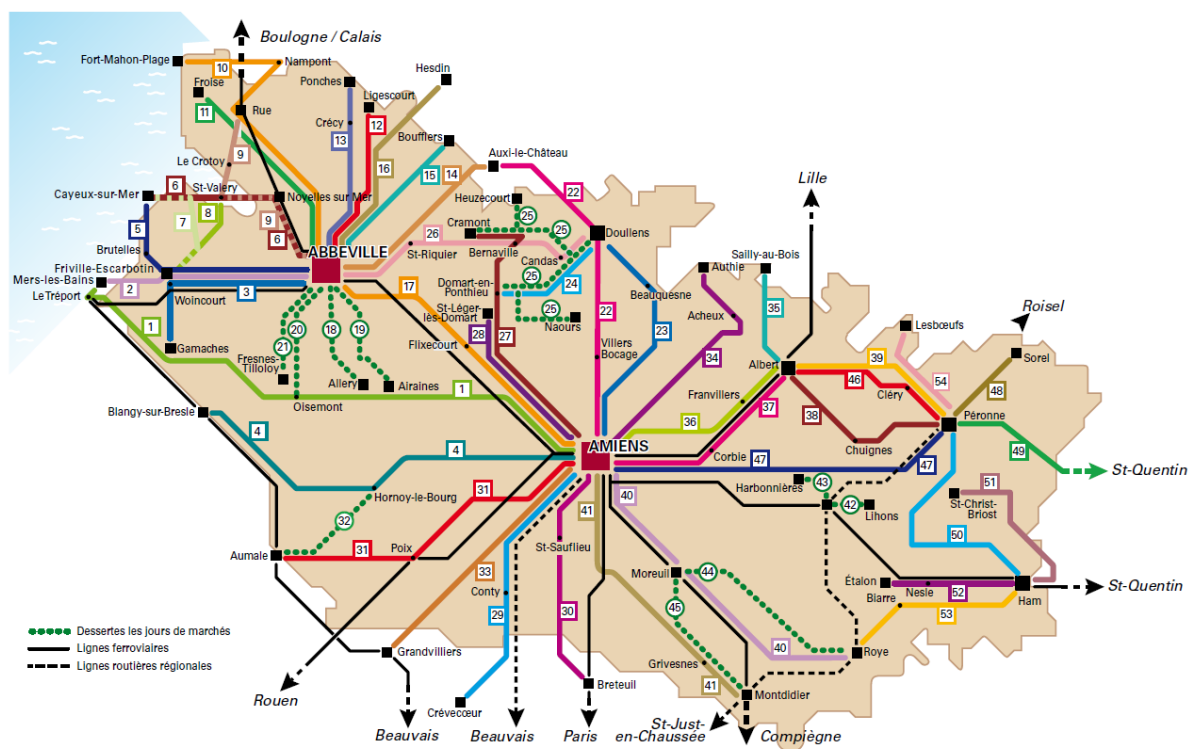 Boulogne / Calais
Fort-Mahon-Plage
10
Nampont
Hesdin
Froise
Ponches
Ligescourt
11
Rue
12
Crécy
13
Boufflers
9
Le Crotoy
16
15
14
Auxi-le-Château
22
Lille
Cayeux-sur-Mer
6
St-Valery
Noyelles sur Mer
Heuzecourt
7
8
9
25
5
6
26
Cramont
25
Doullens
Brutelles
ABBEVILLE
St-Riquier
Bernaville
Candas
Sailly-au-Bois
Friville-Escarbotin
Authie
Mers-les-Bains
25
24
Le Tréport
2
3
17
Domart-en-
Ponthieu
Beauquesne
35
Roisel
Woincourt
St-Léger-
lès-Domart
25
22
Acheux
Lesbœufs
1
20
18
19
28
27
Naours
23
21
Flixecourt
Villers
Bocage
34
39
Sorel
Gamaches
Fresnes-
Tilloloy
Allery
Airaines
Albert
46
54
48
1
Franvillers
Cléry
Oisemont
37
38
Péronne
Blangy-sur-Bresle
36
4
AMIENS
Corbie
Chuignes
4
47
47
49
St-Quentin
Harbonnières
43
51
Hornoy-le-Bourg
31
40
42
Lihons
St-Christ-
Briost
32
41
50
St-Sauflieu
Aumale
31
Poix
Moreuil
44
Étalon
Nesle
52
Ham
St-Quentin
33
Conty
45
Biarre
53
29
30
Dessertes les jours de marchés
Lignes ferroviaires
Lignes routières régionales
40
Roye
Grandvilliers
Grivesnes
41
Rouen
Breteuil
Montdidier
Crévecœur
Beauvais
Beauvais
Paris
St-Just-
en-Chaussée
Compiègne